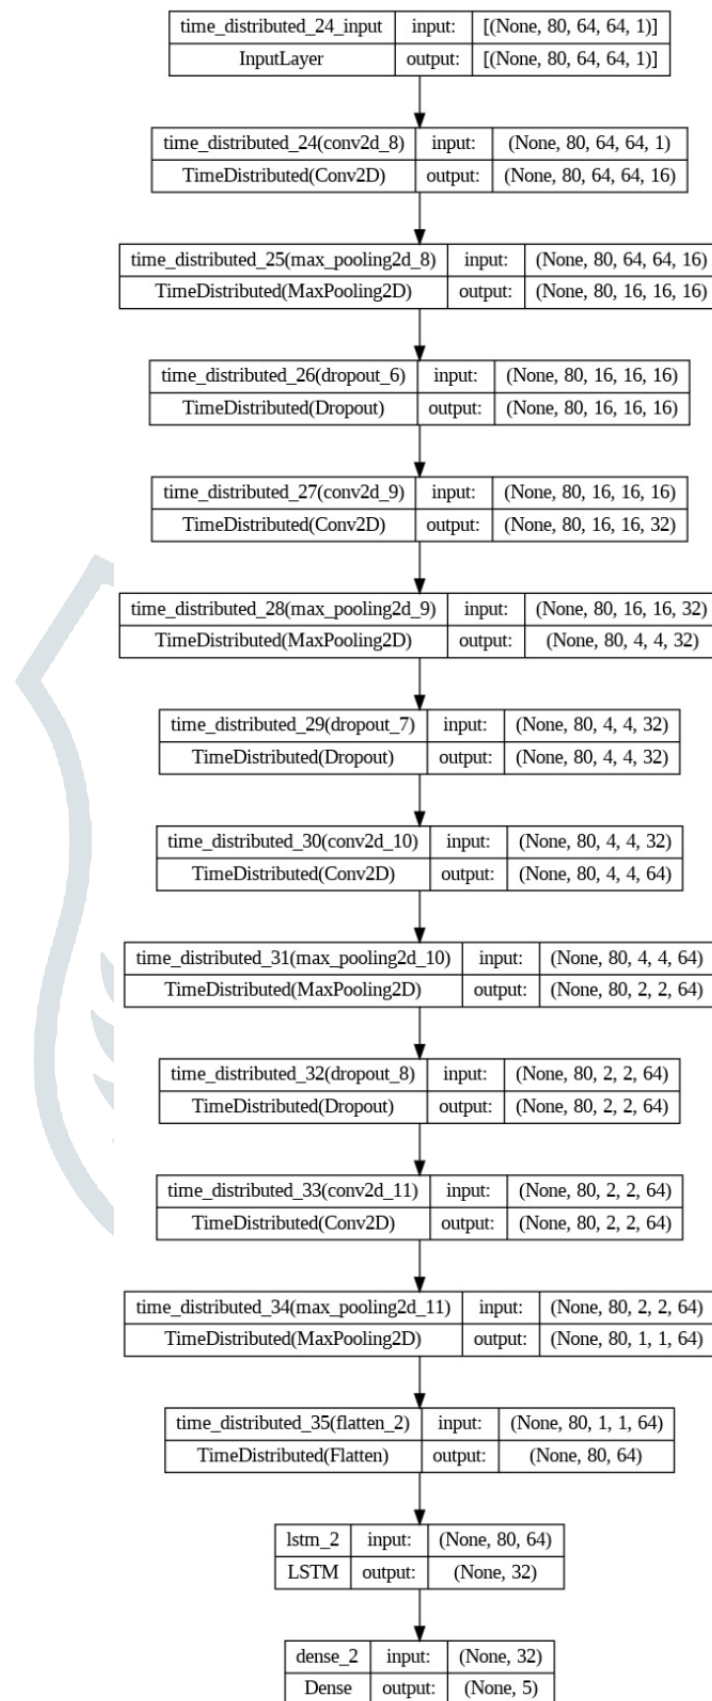 time_distributed_24_input input: [(None, 80, 64, 64, 1)]
InputLayer output: [(None, 80, 64, 64, 1)]
time_distributed_24(conv2d_8) input: (None, 80, 64, 64, 1)
TimeDistributed(Conv2D) output: (None, 80, 64, 64, 16)
time_distributed_25(max_pooling2d_8) input: (None, 80, 64, 64, 16)
TimeDistributed(MaxPooling2D) output: (None, 80, 16, 16, 16)
time_distributed_26(dropout_6) input: (None, 80, 16, 16, 16)
TimeDistributed(Dropout) output: (None, 80, 16, 16, 16)
time_distributed_27(conv2d_9) input: (None, 80, 16, 16, 16)
TimeDistributed(Conv2D) output: (None, 80, 16, 16, 32)
time_distributed_28(max_pooling2d_9) input: (None, 80, 16, 16, 32)
TimeDistributed(MaxPooling2D) output: (None, 80, 4, 4, 32)
time_distributed_29(dropout_7) input: (None, 80, 4, 4, 32)
TimeDistributed(Dropout) output: (None, 80, 4, 4, 32)
time_distributed_30(conv2d_10) input: (None, 80, 4, 4, 32)
TimeDistributed(Conv2D) output: (None, 80, 4, 4, 64)
time_distributed_31(max_pooling2d_10) input: (None, 80, 4, 4, 64)
TimeDistributed(MaxPooling2D) output: (None, 80, 2, 2, 64)
time_distributed_32(dropout_8) input: (None, 80, 2, 2, 64)
TimeDistributed(Dropout) output: (None, 80, 2, 2, 64)
time_distributed_33(conv2d_11) input: (None, 80, 2, 2, 64)
TimeDistributed(Conv2D) output: (None, 80, 2, 2, 64)
time_distributed_34(max_pooling2d_11) input: (None, 80, 2, 2, 64)
TimeDistributed(MaxPooling2D) output: (None, 80, 1, 1, 64)
time_distributed_35(flatten_2) input: (None, 80, 1, 1, 64)
TimeDistributed(Flatten) output: (None, 80, 64)
lstm_2 input: (None, 80, 64)
LSTM output: (None, 32)
dense_2 input: (None, 32)
Dense output: (None, 5)